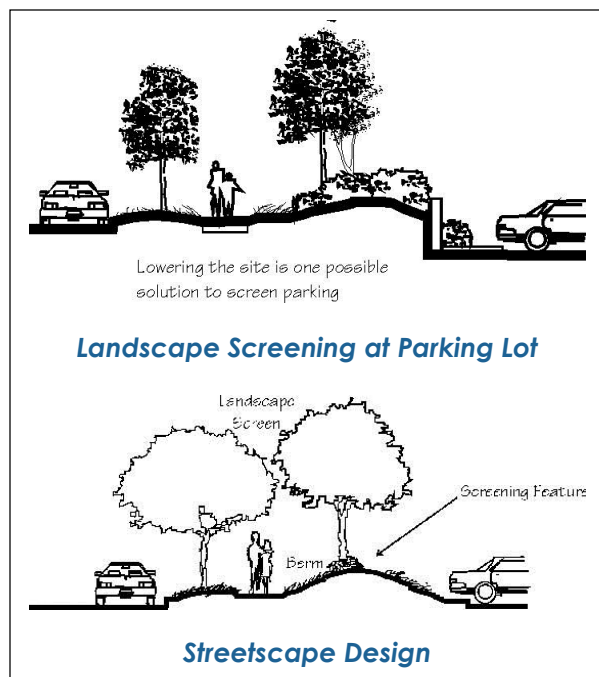 Lowering the site is one possible
solution to screen parking
Landscape Screening at Parking Lot
Landscape
Screen
Screening Feature
Berm
Streetscape Design